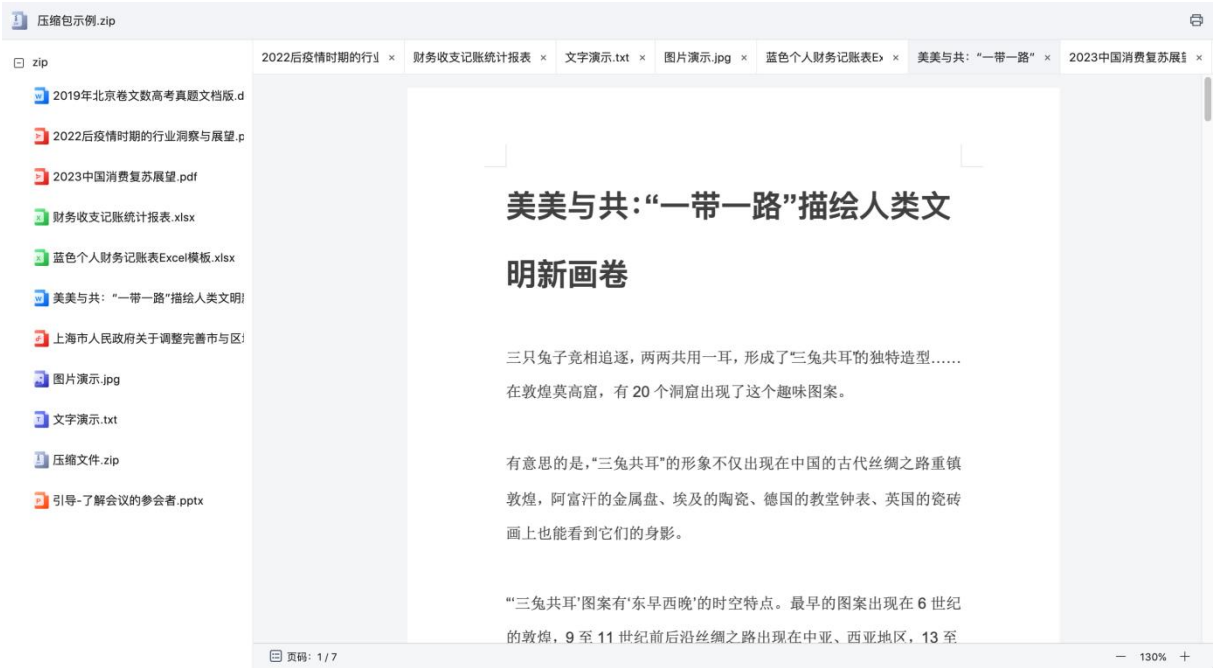 压缩包示例.zip
zip
2019年北京卷文数高考真题文档版.d
2022后疫情时期的行业洞察与展望.p
2023中国消费复苏展望.pdf
财务收支记账统计报表.xlsx
蓝色个人财务记账表Excel模板.xlsx
美美与共：“一带一路”描绘人类文明
上海市人民政府关于调整完善市与区
图片演示.jpg
文字演示.txt
压缩文件.zip
引导-了解会议的参会者.pptx
2022后疫情时期的行业 × 财务收支记账统计报表 × 文字演示.txt × 图片演示.jpg × 蓝色个人财务记账表Ex × 美美与共：“一带一路” × 2023中国消费复苏展望 ×
美美与共：“一带一路”描绘人类文
明新画卷
三只兔子竞相追逐，两两共用一耳，形成了“三兔共耳”的独特造型……
在敦煌莫高窟，有 20 个洞窟出现了这个趣味图案。
有意思的是，“三兔共耳”的形象不仅出现在中国的古代丝绸之路重镇
敦煌，阿富汗的金属盘、埃及的陶瓷、德国的教堂钟表、英国的瓷砖
画上也能看到它们的身影。
“‘三兔共耳’图案有‘东早西晚’的时空特点。最早的图案出现在 6 世纪
的敦煌，9 至 11 世纪前后沿丝绸之路出现在中亚、西亚地区，13 至
页码：1 / 7
130%